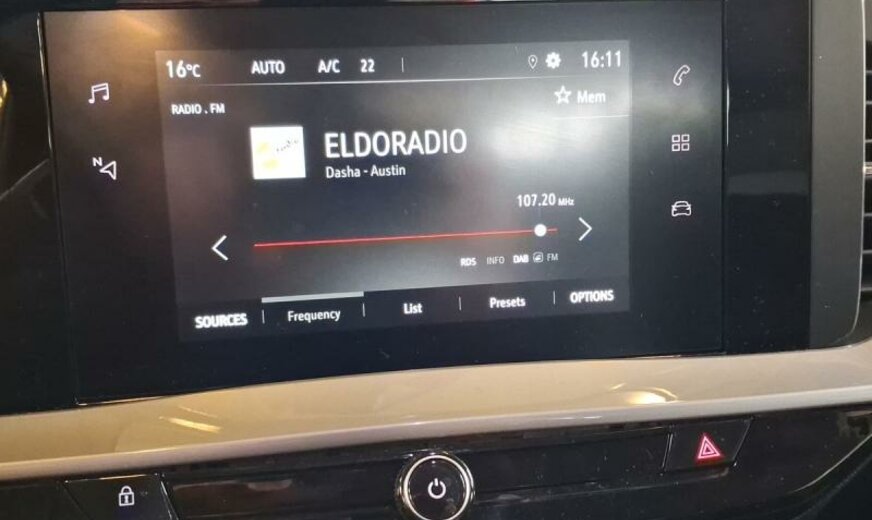 16°C AUTO A/C 22 16:11
RADIO . FM
Mem
radio
ELDORADIO
Dasha - Austin
107.20 MHz
N
RDS INFO DAB FM
SOURCES Frequency List Presets OPTIONS